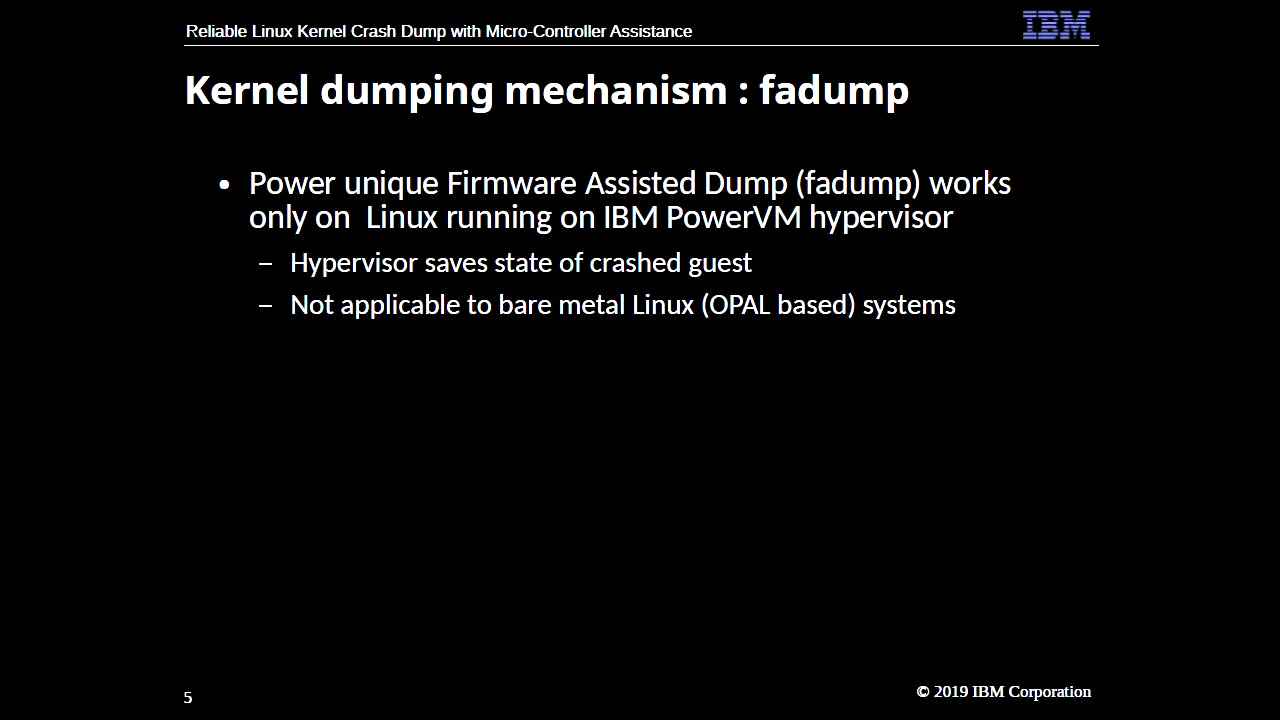 Reliable Linux Kernel Crash Dump with Micro-Controller Assistance
IBM
Kernel dumping mechanism : fadump
• Power unique Firmware Assisted Dump (fadump) works
only on  Linux running on IBM PowerVM hypervisor
– Hypervisor saves state of crashed guest
– Not applicable to bare metal Linux (OPAL based) systems
5
© 2019 IBM Corporation